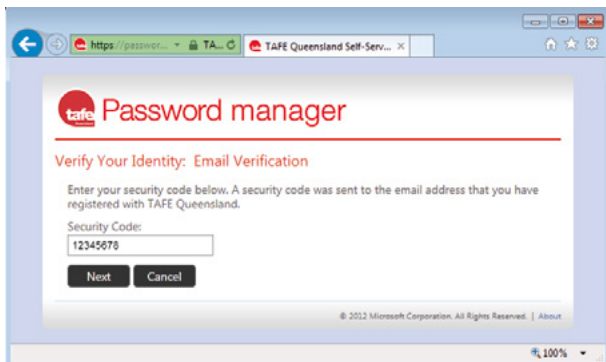 https://passwor...
TA...
TAFE Queensland Self-Serv...
tafe
Password manager
Verify Your Identity: Email Verification
Enter your security code below. A security code was sent to the email address that you have
registered with TAFE Queensland.
Security Code:
12345678
Next
Cancel
© 2012 Microsoft Corporation. All Rights Reserved. | About
100%